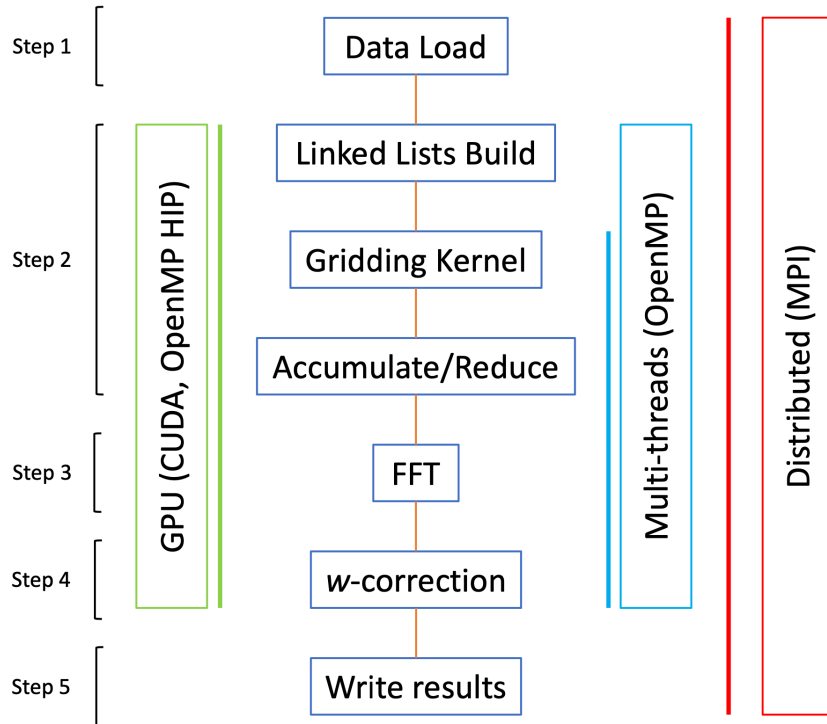 Step 1
Data Load
Linked Lists Build
Step 2
Gridding Kernel
Accumulate/Reduce
Step 3
FFT
Step 4
w-correction
Step 5
Write results
GPU (CUDA, OpenMP HIP)
Multi-threads (OpenMP)
Distributed (MPI)